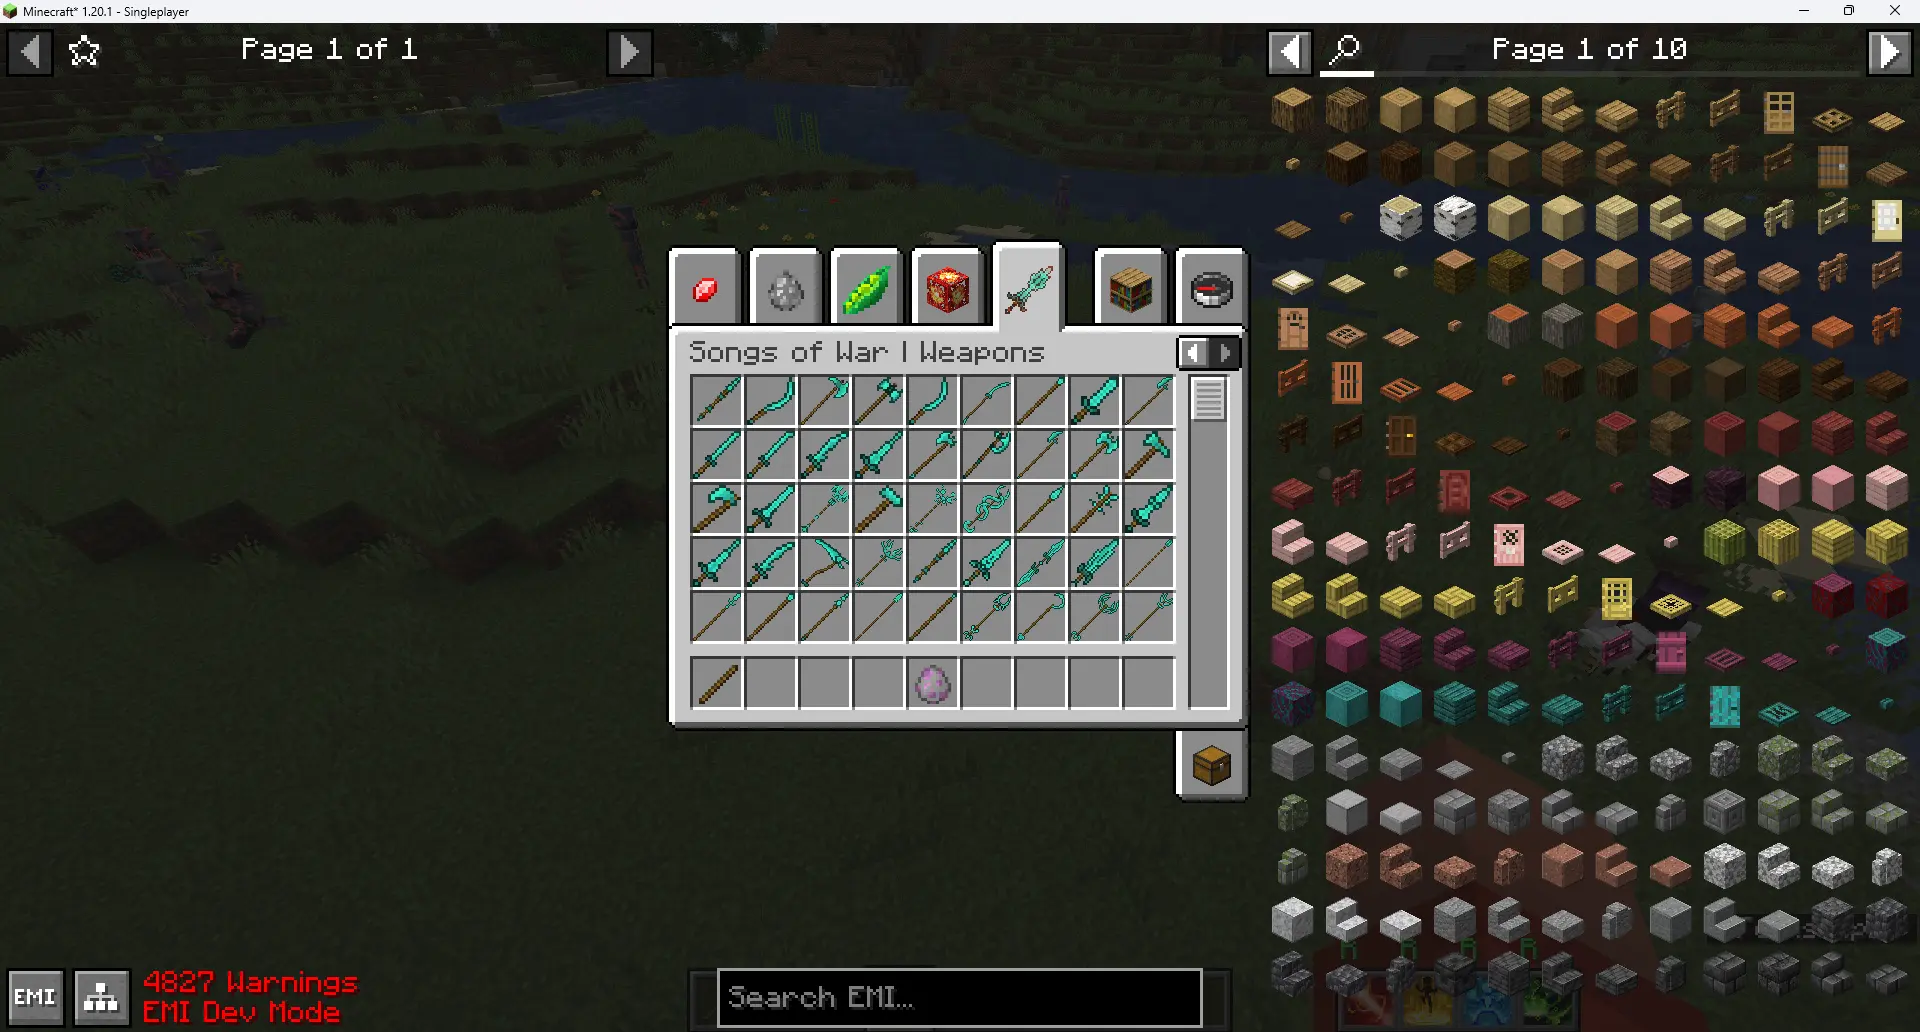 Minecraft* 1.20.1 - Singleplayer
Page 1 of 1
Page 1 of 10
Songs of War | Weapons
4827 Warnings
EMI
EMI Dev Mode
Search EMI...
R R R R